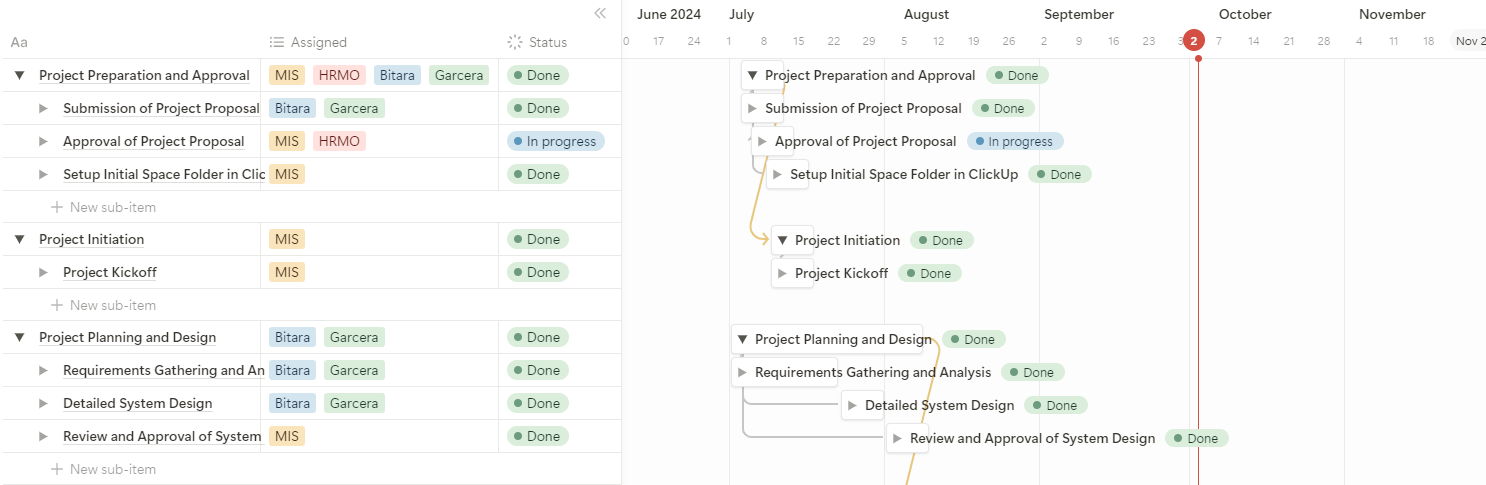 June 2024 July August September October November
Aa Assigned Status
0 17 24 1 8 15 22 29 5 12 19 26 2 9 16 23 3 2 7 14 21 28 4 11 18 Nov 2
Project Preparation and Approval MIS HRMO Bitara Garcera Done Project Preparation and Approval Done
Submission of Project Proposal Bitara Garcera Done Submission of Project Proposal Done
Approval of Project Proposal MIS HRMO In progress Approval of Project Proposal In progress
Setup Initial Space Folder in Clic MIS Done Setup Initial Space Folder in ClickUp Done
+ New sub-item
Project Initiation MIS Done Project Initiation Done
Project Kickoff MIS Done Project Kickoff Done
+ New sub-item
Project Planning and Design Bitara Garcera Done Project Planning and Design Done
Requirements Gathering and An Bitara Garcera Done Requirements Gathering and Analysis Done
Detailed System Design Bitara Garcera Done Detailed System Design Done
Review and Approval of System MIS Done Review and Approval of System Design Done
+ New sub-item